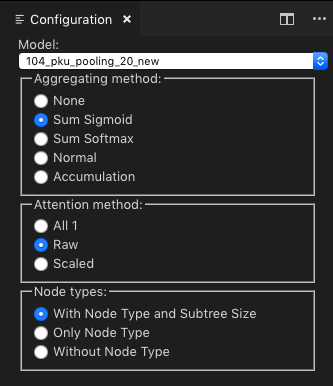 Configuration
Model:
104_pku_pooling_20_new
Aggregating method:
None
Sum Sigmoid
Sum Softmax
Normal
Accumulation
Attention method:
All 1
Raw
Scaled
Node types:
With Node Type and Subtree Size
Only Node Type
Without Node Type